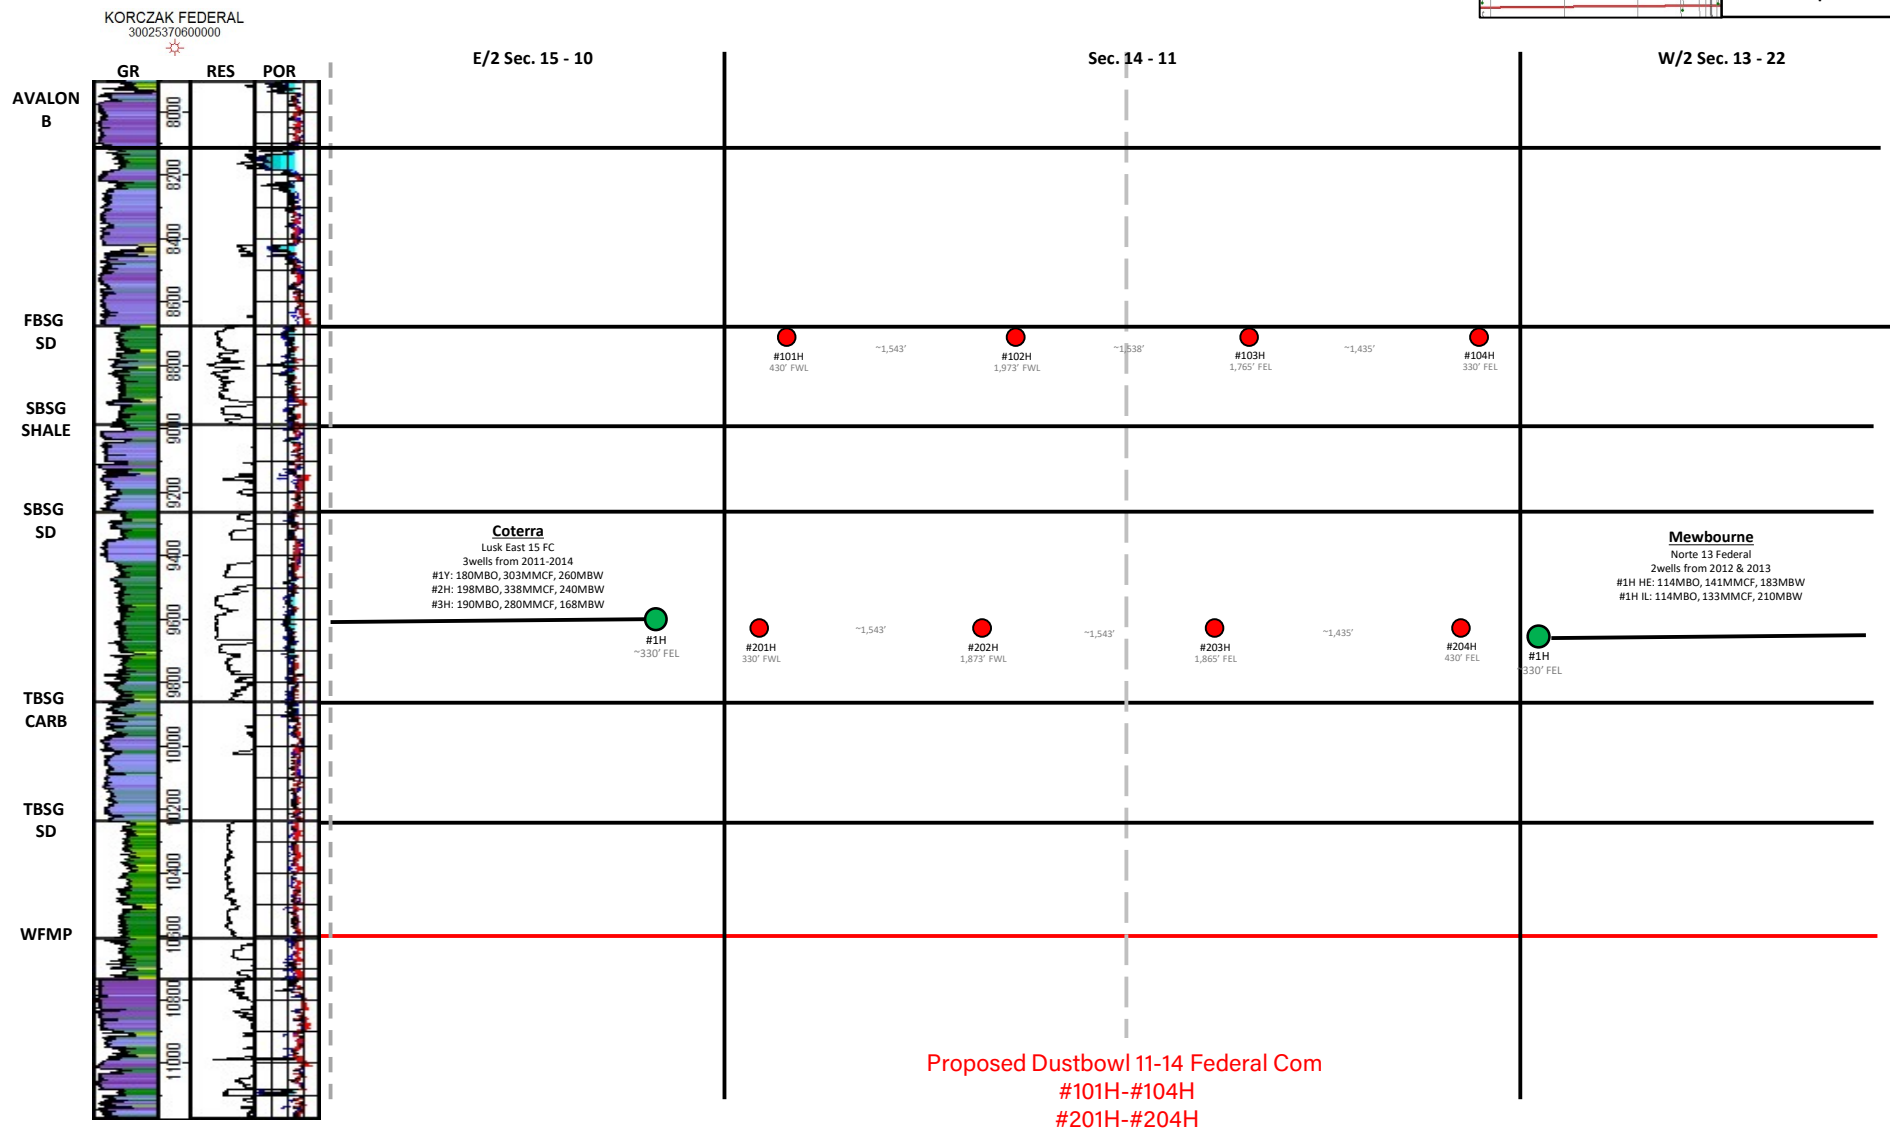 KORCZAK FEDERAL
30025370600000
GR RES POR
E/2 Sec. 15 - 10
Sec. 14 - 11
W/2 Sec. 13 - 22
AVALON
B
FBSG
SD
SBSG
SHALE
SBSG
SD
TBSG
CARB
TBSG
SD
WFMP
8000
8200
8400
8600
8800
9000
9200
9400
9600
9800
10000
10200
10400
10600
10800
11000
#101H
430' FWL
~1,543'
#102H
1,973' FWL
~1,538'
#103H
1,765' FEL
~1,435'
#104H
330' FEL
Coterra
Lusk East 15 FC
3wells from 2011-2014
#1Y: 180MBO, 303MMCF, 260MBW
#2H: 198MBO, 338MMCF, 240MBW
#3H: 190MBO, 280MMCF, 168MBW
#1H
~330' FEL
#201H
330' FWL
~1,543'
#202H
1,873' FWL
~1,543'
#203H
1,865' FEL
~1,435'
#204H
430' FEL
Mewbourne
Norte 13 Federal
2wells from 2012 & 2013
#1H HE: 114MBO, 141MMCF, 183MBW
#1H IL: 114MBO, 133MMCF, 210MBW
#1H
~330' FEL
Proposed Dustbowl 11-14 Federal Com
#101H-#104H
#201H-#204H